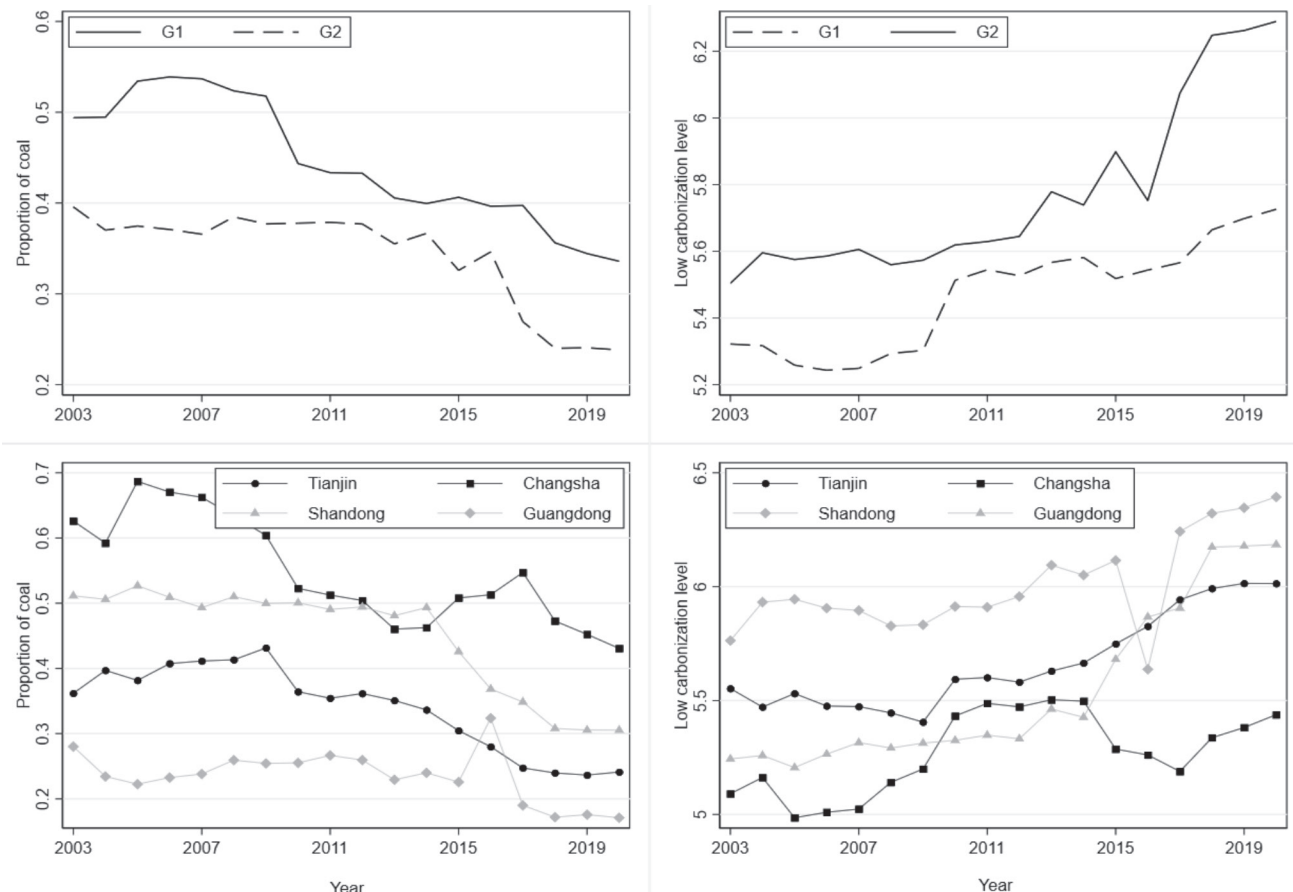 G1 G2
0.6
0.5
0.4
0.3
0.2
Proportion of coal
2003 2007 2011 2015 2019
G1 G2
6.2
6
5.8
5.6
5.4
5.2
Low carbonization level
2003 2007 2011 2015 2019
Tianjin Changsha
Shandong Guangdong
0.7
0.6
0.5
0.4
0.3
0.2
Proportion of coal
2003 2007 2011 2015 2019
Year
Tianjin Changsha
Shandong Guangdong
6.5
6
5.5
5
Low carbonization level
2003 2007 2011 2015 2019
Year